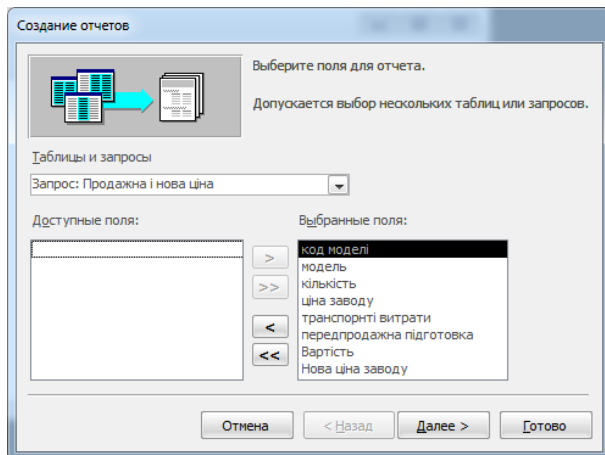 Создание отчетов
Выберите поля для отчета.
Допускается выбор нескольких таблиц или запросов.
Таблицы и запросы
Запрос: Продажна і нова ціна
Доступные поля:
Выбранные поля:
код моделі
модель
кількість
ціна заводу
транспорнті витрати
передпродажна підготовка
Вартість
Нова ціна заводу
>
>>
<
<<
Отмена
< Назад
Далее >
Готово